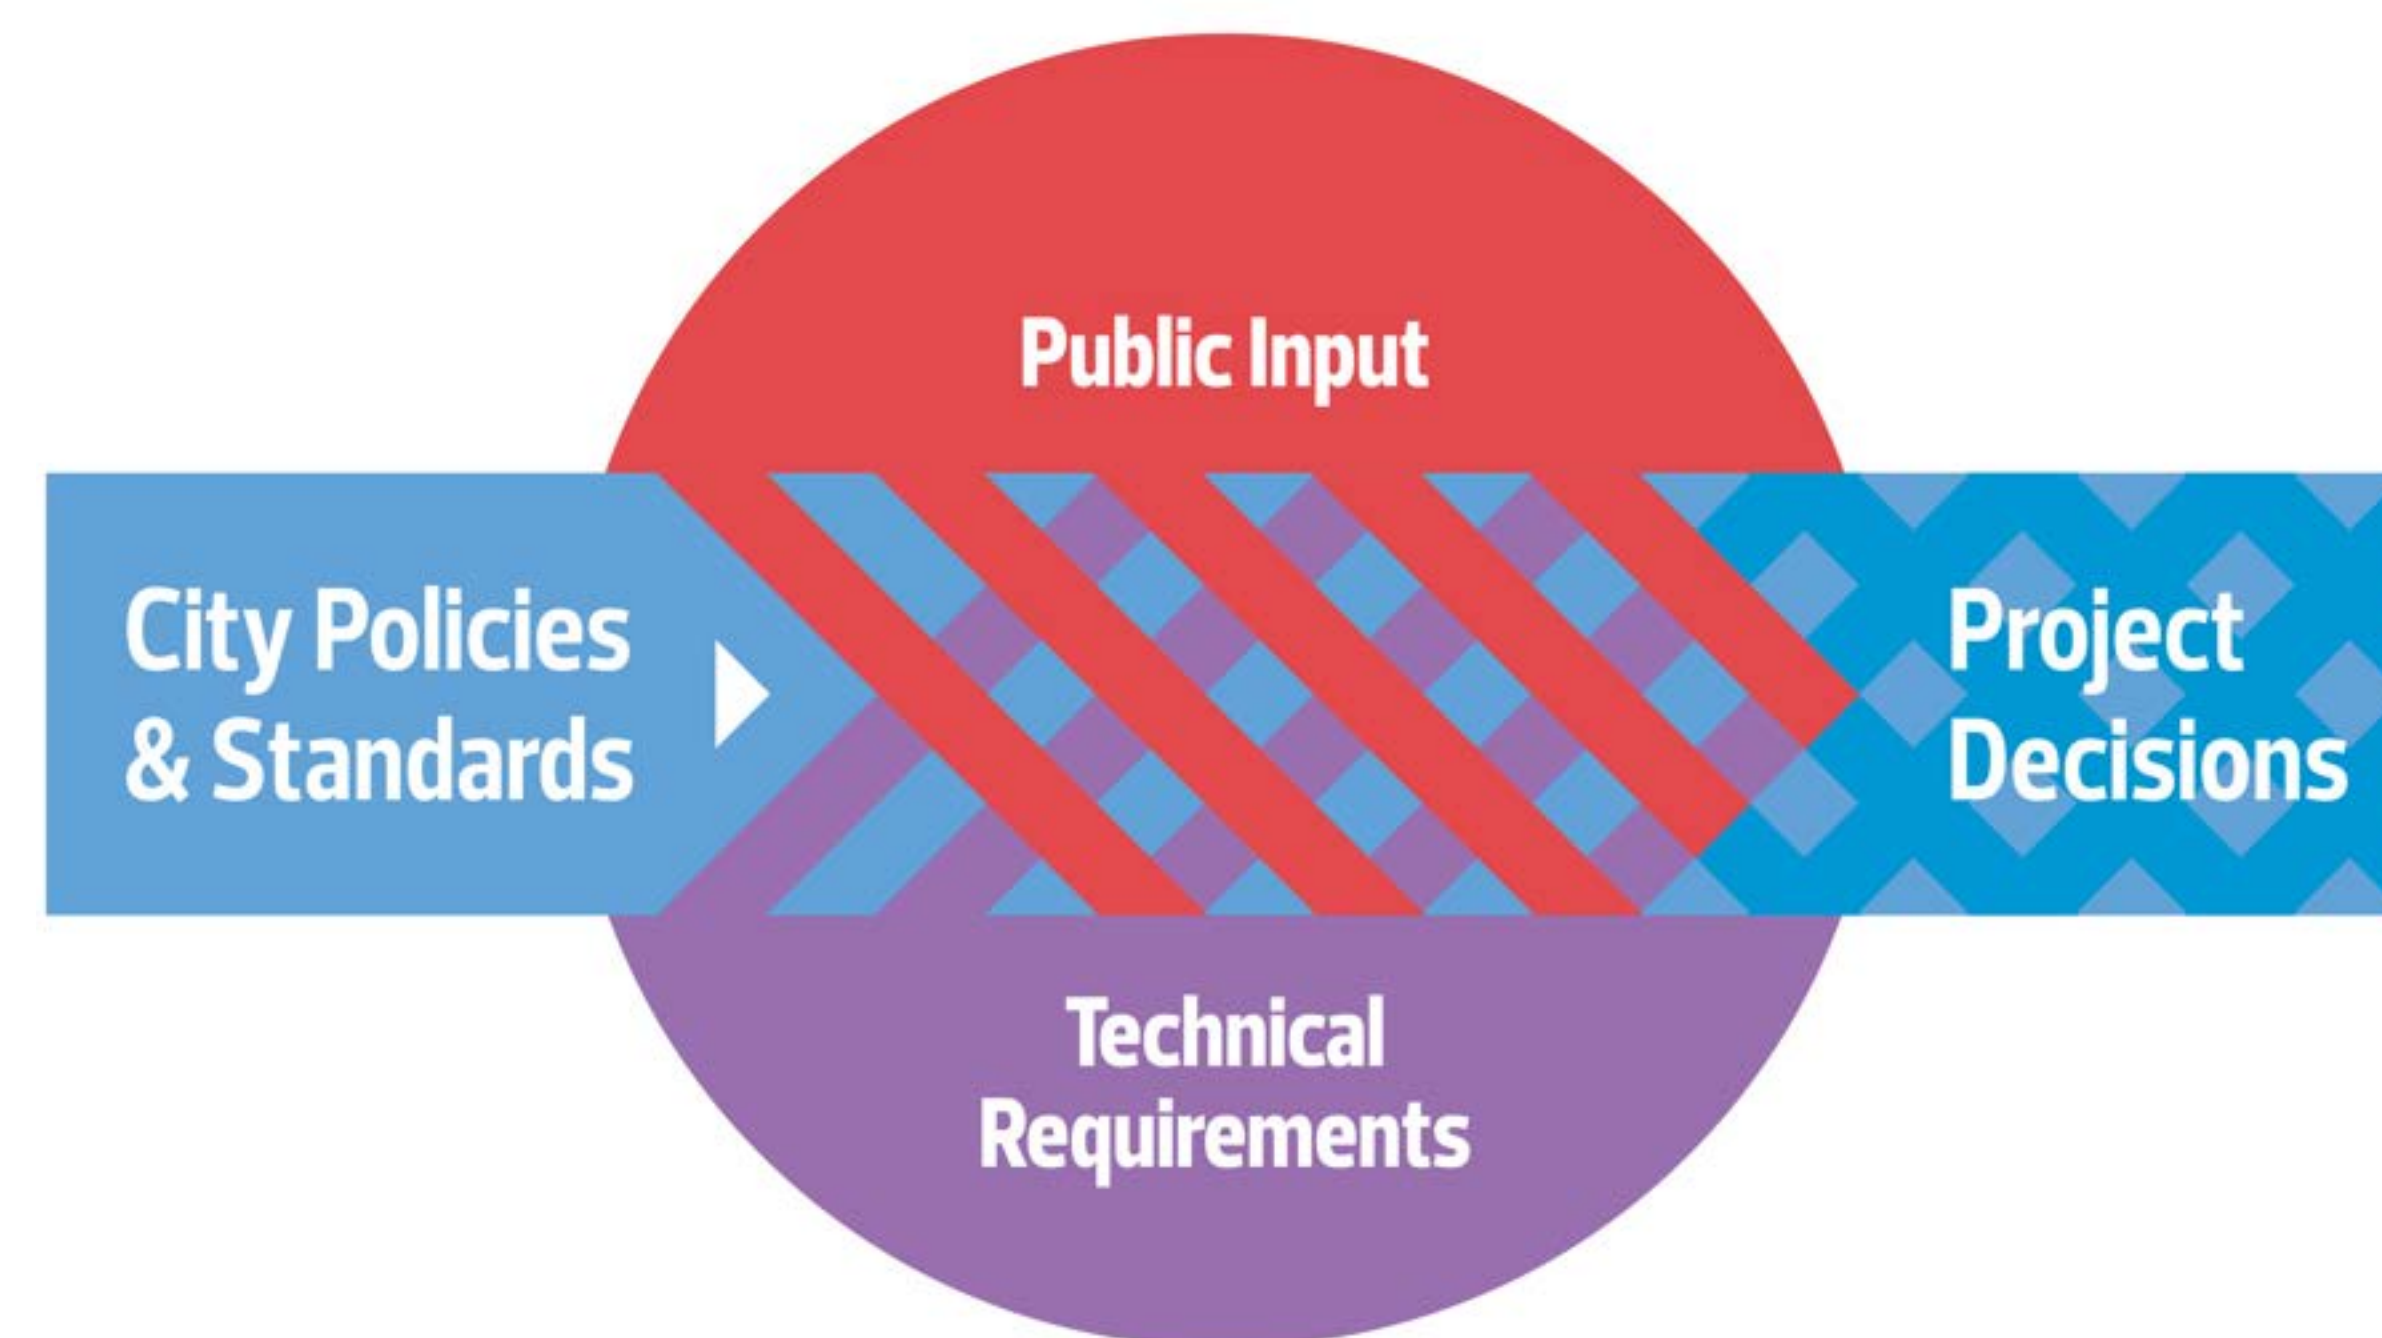 Public Input
City Policies
& Standards
Project
Decisions
Technical
Requirements